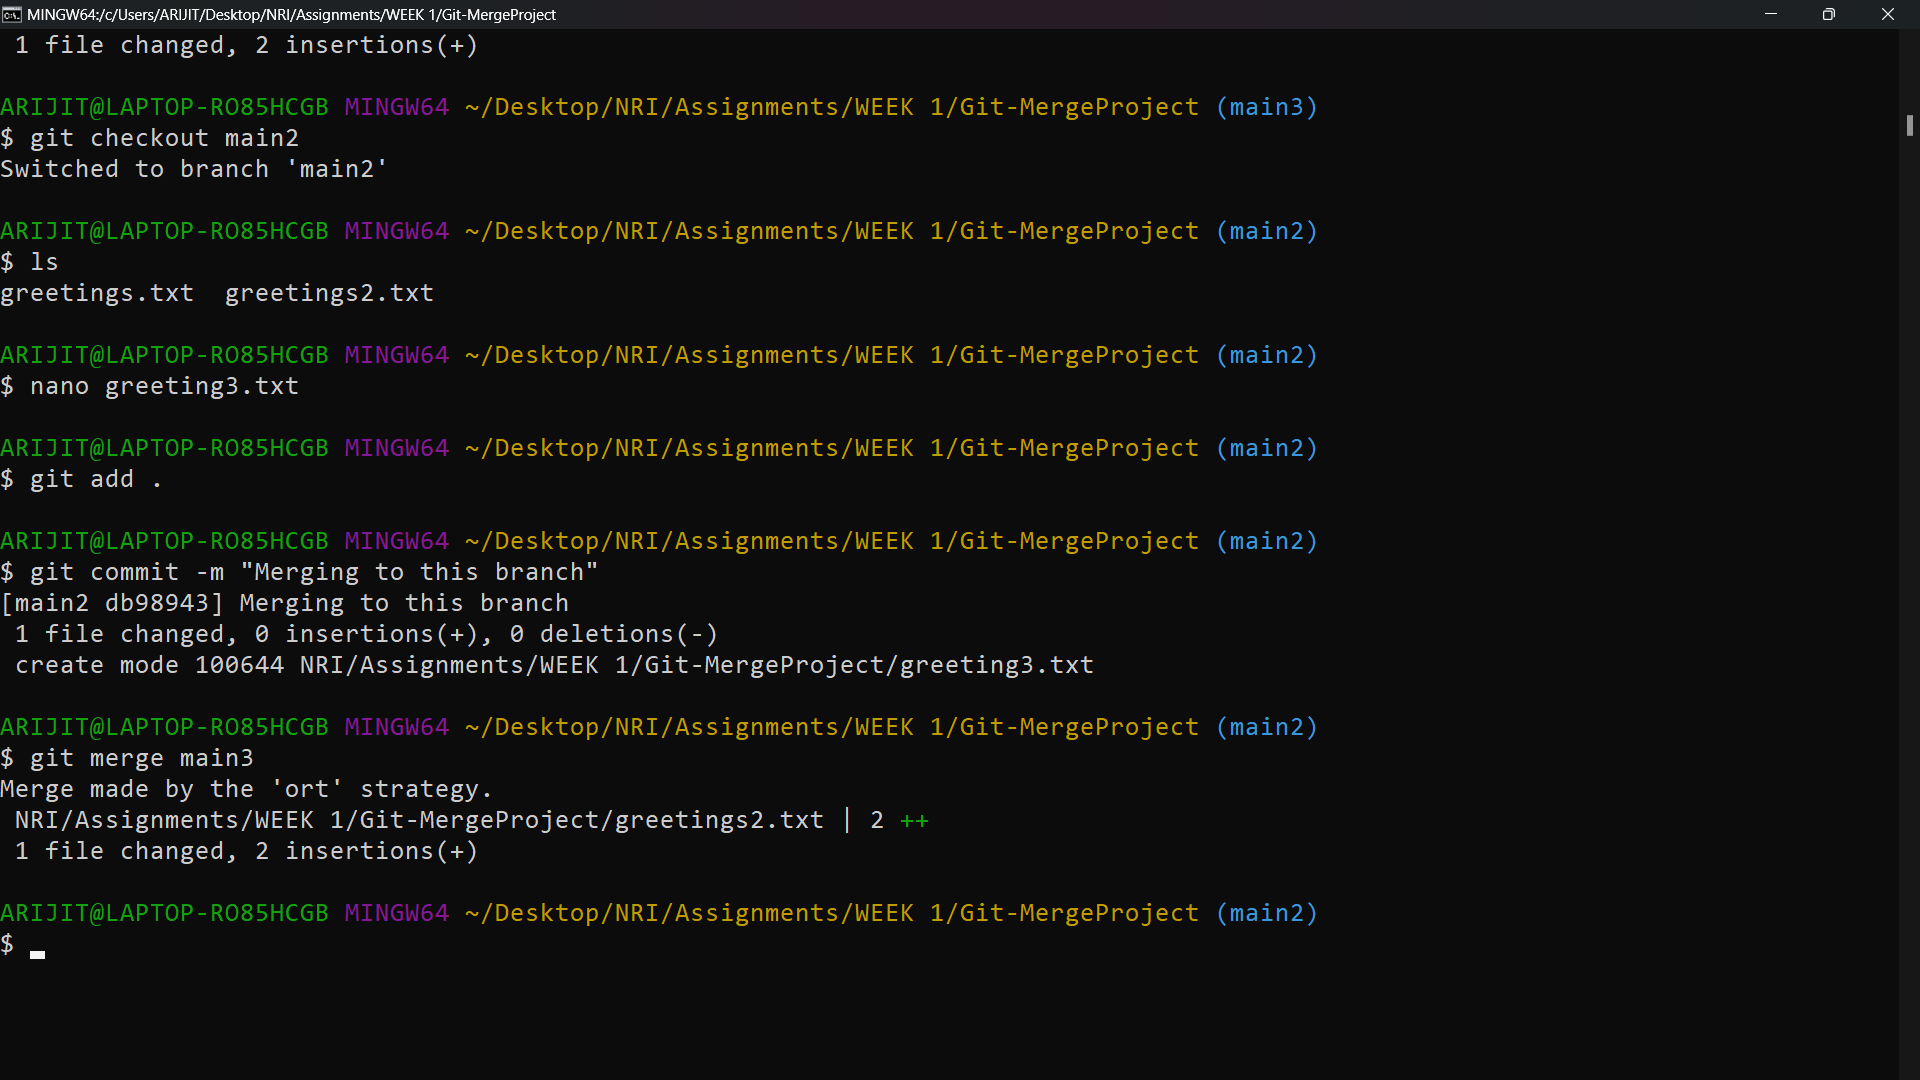 MINGW64:/c/Users/ARIJIT/Desktop/NRI/Assignments/WEEK 1/Git-MergeProject
1 file changed, 2 insertions(+)
ARIJIT@LAPTOP-RO85HCGB MINGW64 ~/Desktop/NRI/Assignments/WEEK 1/Git-MergeProject (main3)
$ git checkout main2
Switched to branch 'main2'
ARIJIT@LAPTOP-RO85HCGB MINGW64 ~/Desktop/NRI/Assignments/WEEK 1/Git-MergeProject (main2)
$ ls
greetings.txt  greetings2.txt
ARIJIT@LAPTOP-RO85HCGB MINGW64 ~/Desktop/NRI/Assignments/WEEK 1/Git-MergeProject (main2)
$ nano greeting3.txt
ARIJIT@LAPTOP-RO85HCGB MINGW64 ~/Desktop/NRI/Assignments/WEEK 1/Git-MergeProject (main2)
$ git add .
ARIJIT@LAPTOP-RO85HCGB MINGW64 ~/Desktop/NRI/Assignments/WEEK 1/Git-MergeProject (main2)
$ git commit -m "Merging to this branch"
[main2 db98943] Merging to this branch
1 file changed, 0 insertions(+), 0 deletions(-)
create mode 100644 NRI/Assignments/WEEK 1/Git-MergeProject/greeting3.txt
ARIJIT@LAPTOP-RO85HCGB MINGW64 ~/Desktop/NRI/Assignments/WEEK 1/Git-MergeProject (main2)
$ git merge main3
Merge made by the 'ort' strategy.
NRI/Assignments/WEEK 1/Git-MergeProject/greetings2.txt | 2 ++
1 file changed, 2 insertions(+)
ARIJIT@LAPTOP-RO85HCGB MINGW64 ~/Desktop/NRI/Assignments/WEEK 1/Git-MergeProject (main2)
$